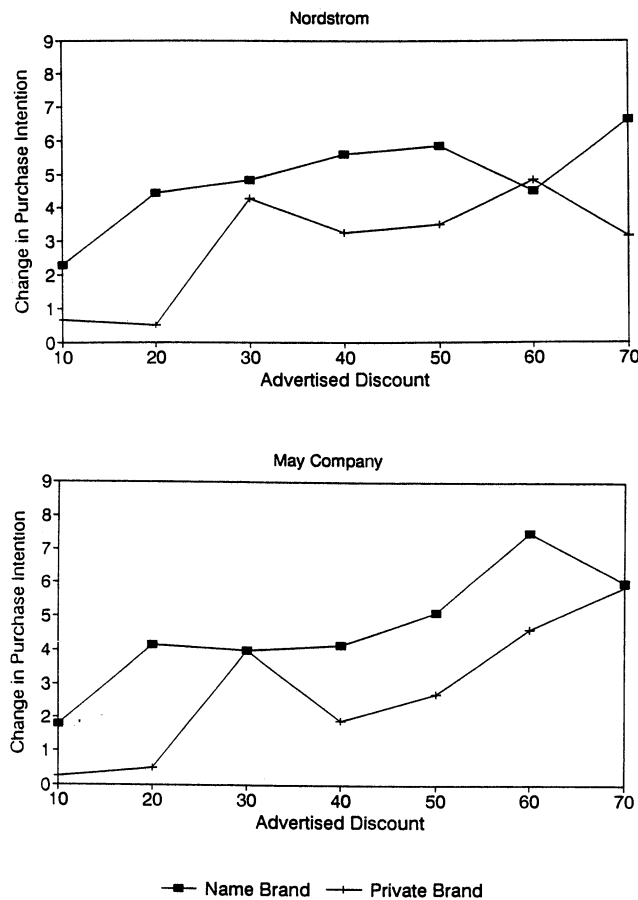 Nordstrom
9
8
7
6
5
4
3
2
1
0
Change in Purchase Intention
10 20 30 40 50 60 70
Advertised Discount
May Company
9
8
7
6
5
4
3
2
1
0
Change in Purchase Intention
10 20 30 40 50 60 70
Advertised Discount
Name Brand Private Brand